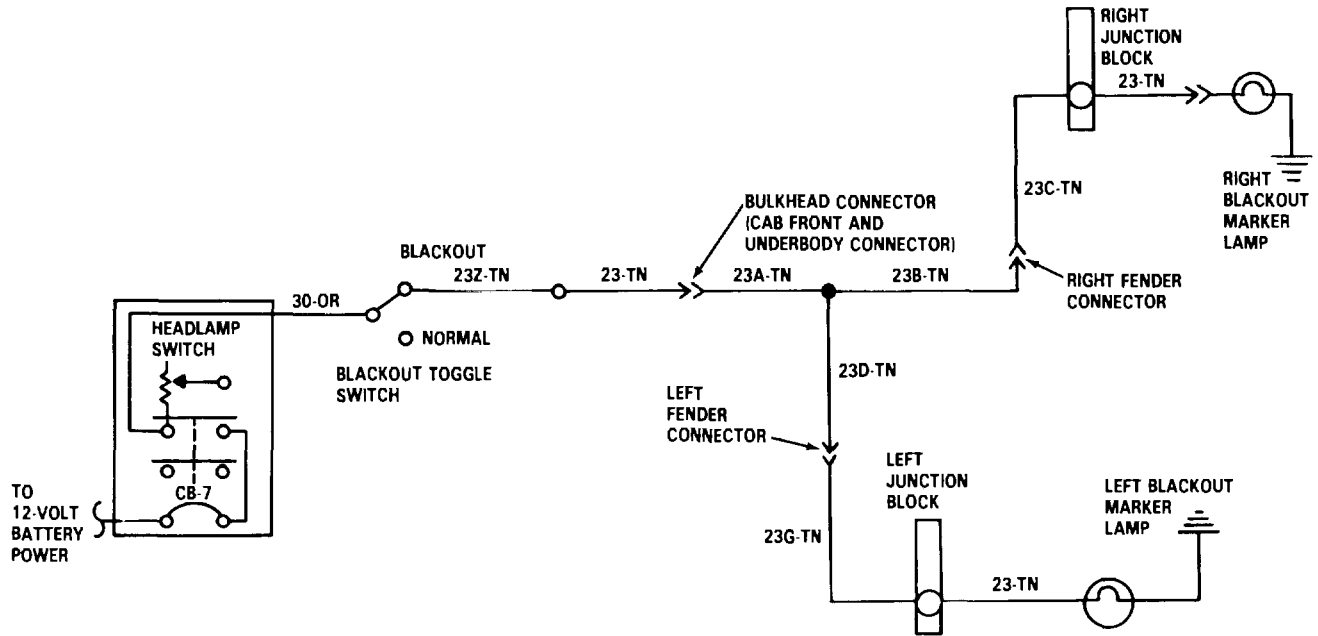 RIGHT
JUNCTION
BLOCK
23-TN
23C-TN
RIGHT
BLACKOUT
MARKER
LAMP
BULKHEAD CONNECTOR
(CAB FRONT AND
UNDERBODY CONNECTOR)
BLACKOUT
23Z-TN
23-TN
23A-TN
23B-TN
RIGHT FENDER
CONNECTOR
30-OR
HEADLAMP
SWITCH
NORMAL
BLACKOUT TOGGLE
SWITCH
23D-TN
LEFT
FENDER
CONNECTOR
CB-7
TO
12-VOLT
BATTERY
POWER
LEFT
JUNCTION
BLOCK
LEFT BLACKOUT
MARKER
LAMP
23G-TN
23-TN